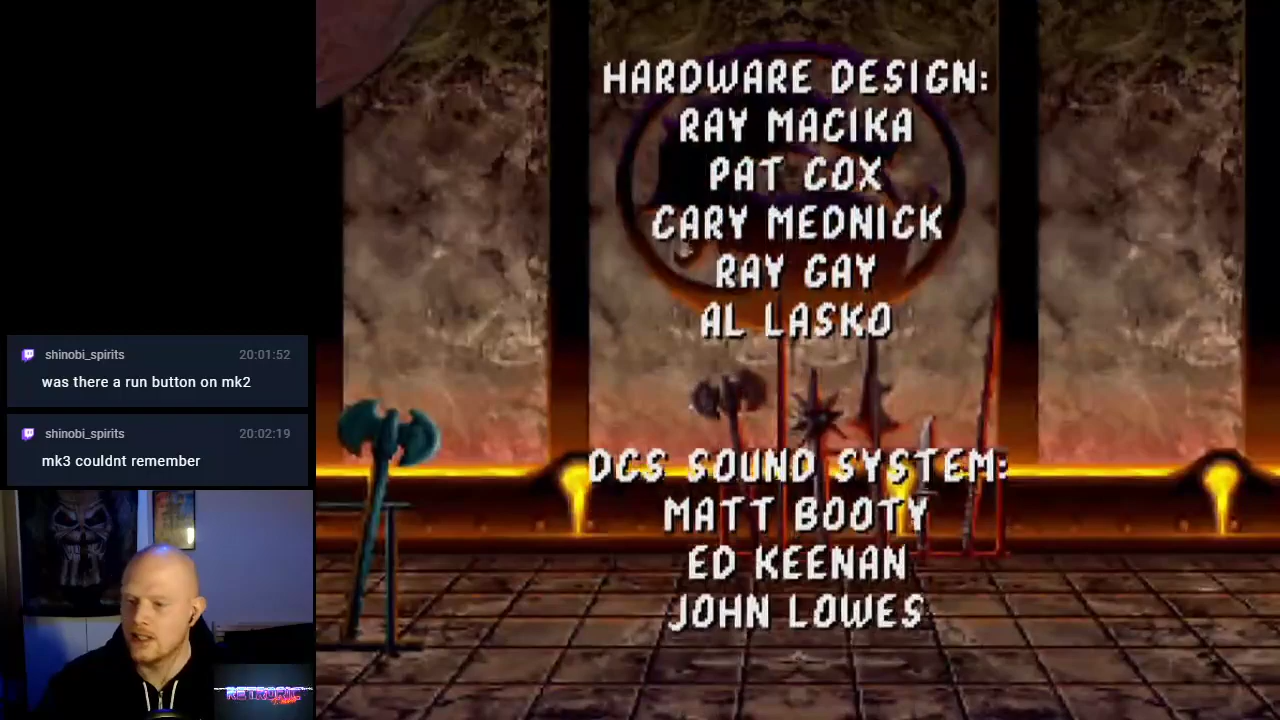 HARDWARE DESIGN:
RAY MACIKA
PAT COX
CARY MEDNICK
RAY GAY
AL LASKO
DCS SOUND SYSTEM:
MATT BOOTY
ED KEENAN
JOHN LOWES
shinobi_spirits 20:01:52
was there a run button on mk2
shinobi_spirits 20:02:19
mk3 couldnt remember